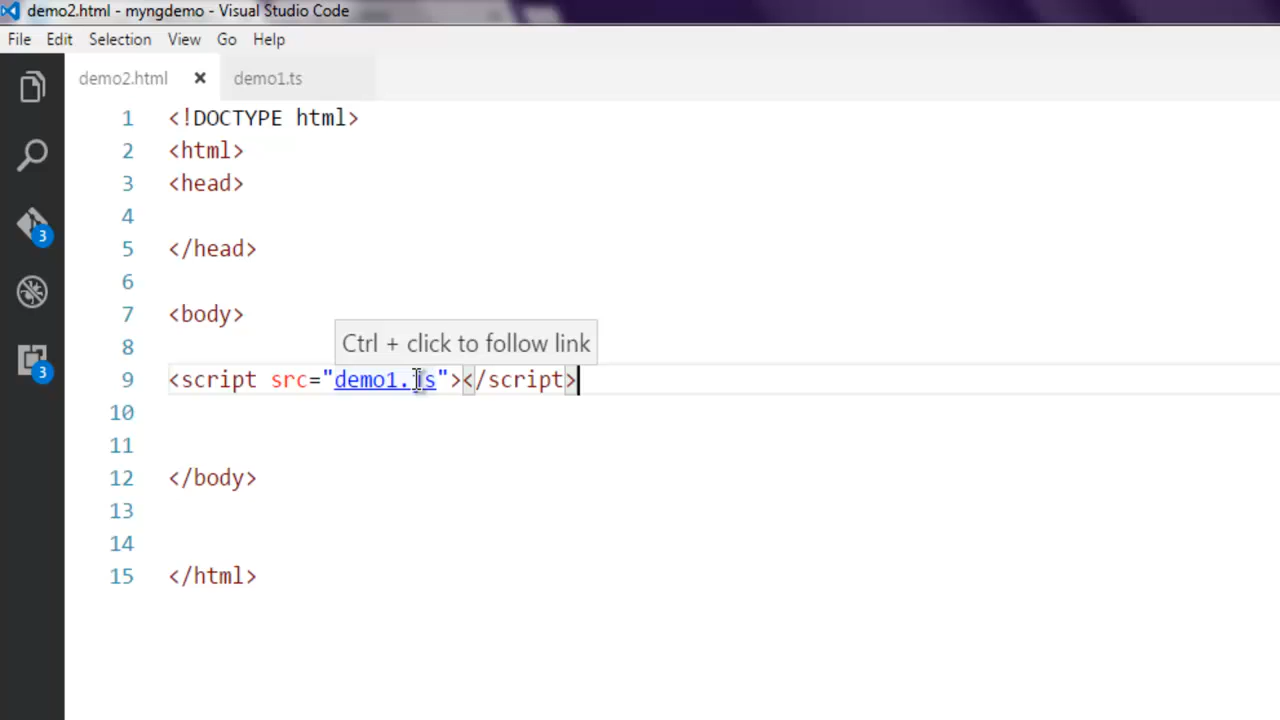 demo2.html - myngdemo - Visual Studio Code
File Edit Selection View Go Help
demo2.html × demo1.ts
1 <!DOCTYPE html>
2 <html>
3 <head>
4
5 </head>
6
7 <body>
Ctrl + click to follow link
8
9 <script src="demo1.js"></script>
10
11
12 </body>
13
14
15 </html>
3
3